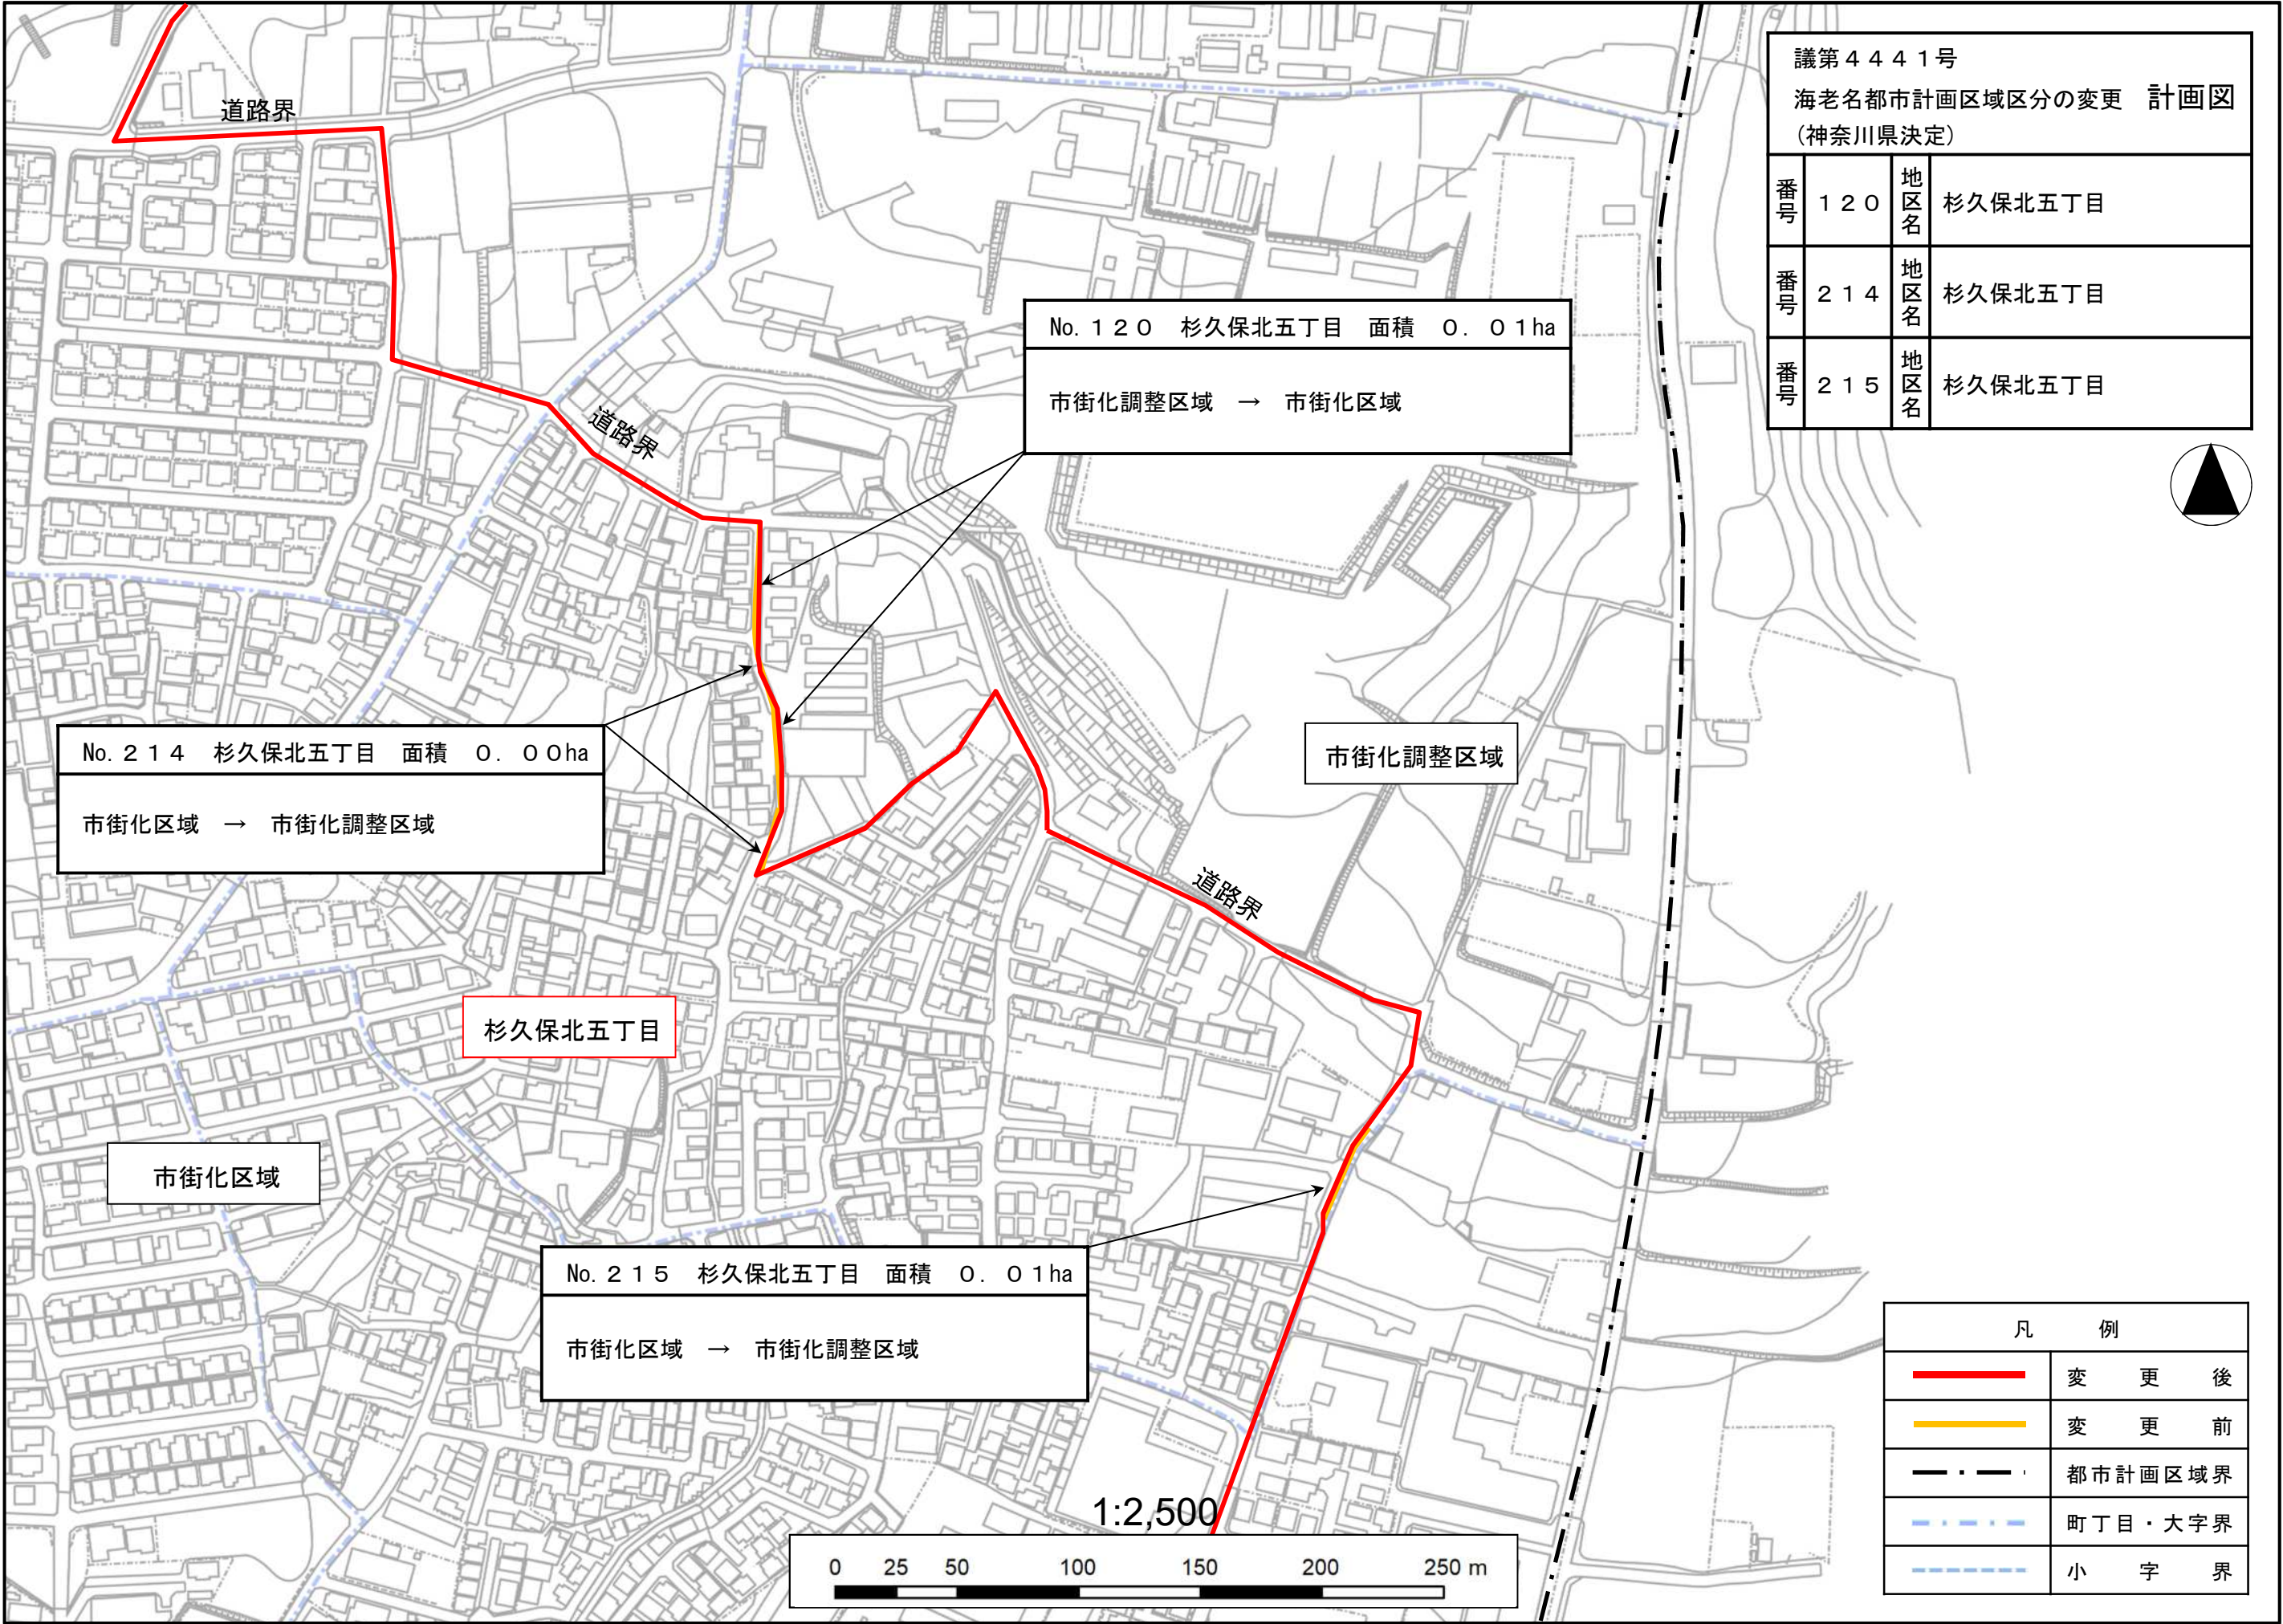 議第４４４１号
海老名都市計画区域区分の変更　計画図
（神奈川県決定）
番号　１２０　地区名　杉久保北五丁目
番号　２１４　地区名　杉久保北五丁目
番号　２１５　地区名　杉久保北五丁目
道路界
No.１２０　杉久保北五丁目　面積　０．０１ha
市街化調整区域　→　市街化区域
道路界
No.２１４　杉久保北五丁目　面積　０．００ha
市街化区域　→　市街化調整区域
市街化調整区域
道路界
杉久保北五丁目
市街化区域
No.２１５　杉久保北五丁目　面積　０．０１ha
市街化区域　→　市街化調整区域
凡　例
変　更　後
変　更　前
都市計画区域界
町丁目・大字界
小　字　界
1:2,500
0 25 50 100 150 200 250 m